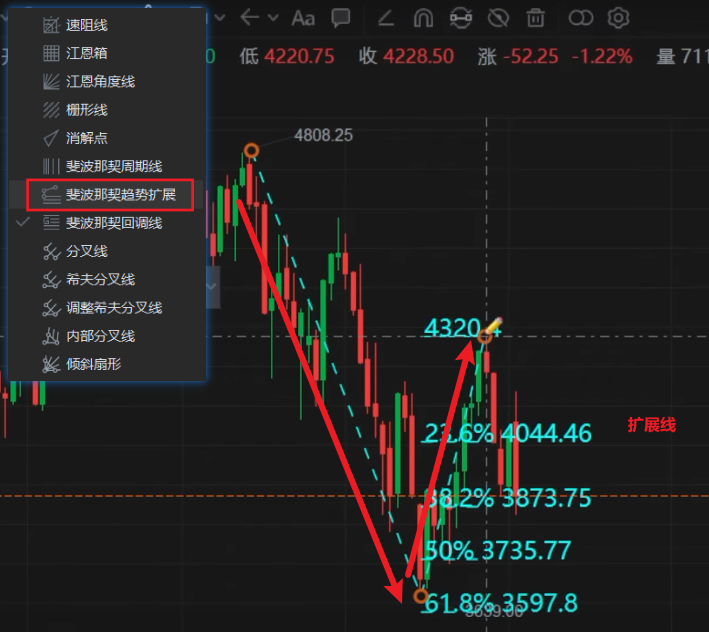 Aa
低 4220.75 收 4228.50 涨 -52.25 -1.22% 量 711
速阻线
江恩箱
江恩角度线
栅形线
消解点
斐波那契周期线
斐波那契趋势扩展
斐波那契回调线
分叉线
希夫分叉线
调整希夫分叉线
内部分叉线
倾斜扇形
4808.25
4320.
扩展线
23.6% 4044.46
38.2% 3873.75
50% 3735.77
61.8% 3597.8